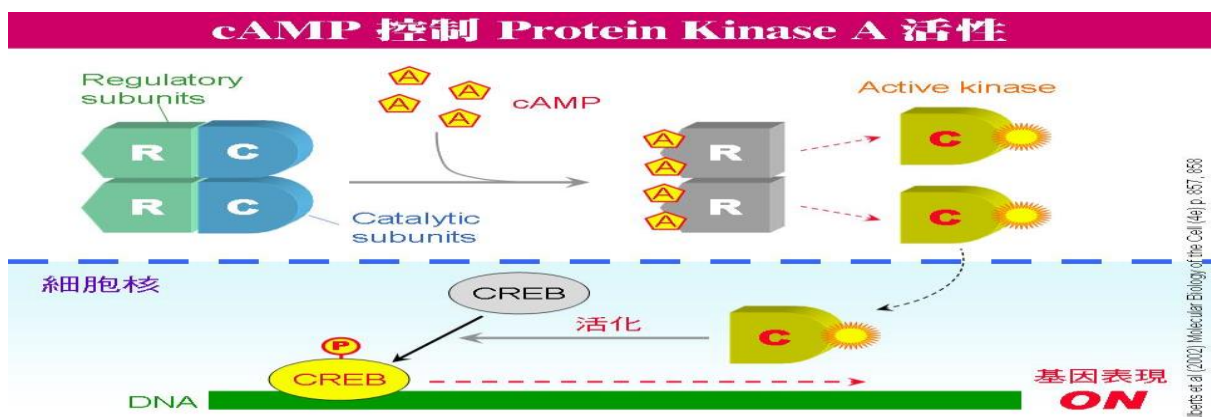 cAMP 控制 Protein Kinase A 活性
Regulatory
subunits
A
A
A
A
cAMP
Active kinase
R
C
R
C
Catalytic
subunits
A
A
A
A
R
R
C
C
細胞核
CREB
活化
C
P
CREB
DNA
基因表現
ON
lberts et al (2002) Molecular Biology of the Cell (4e) p. 857, 858